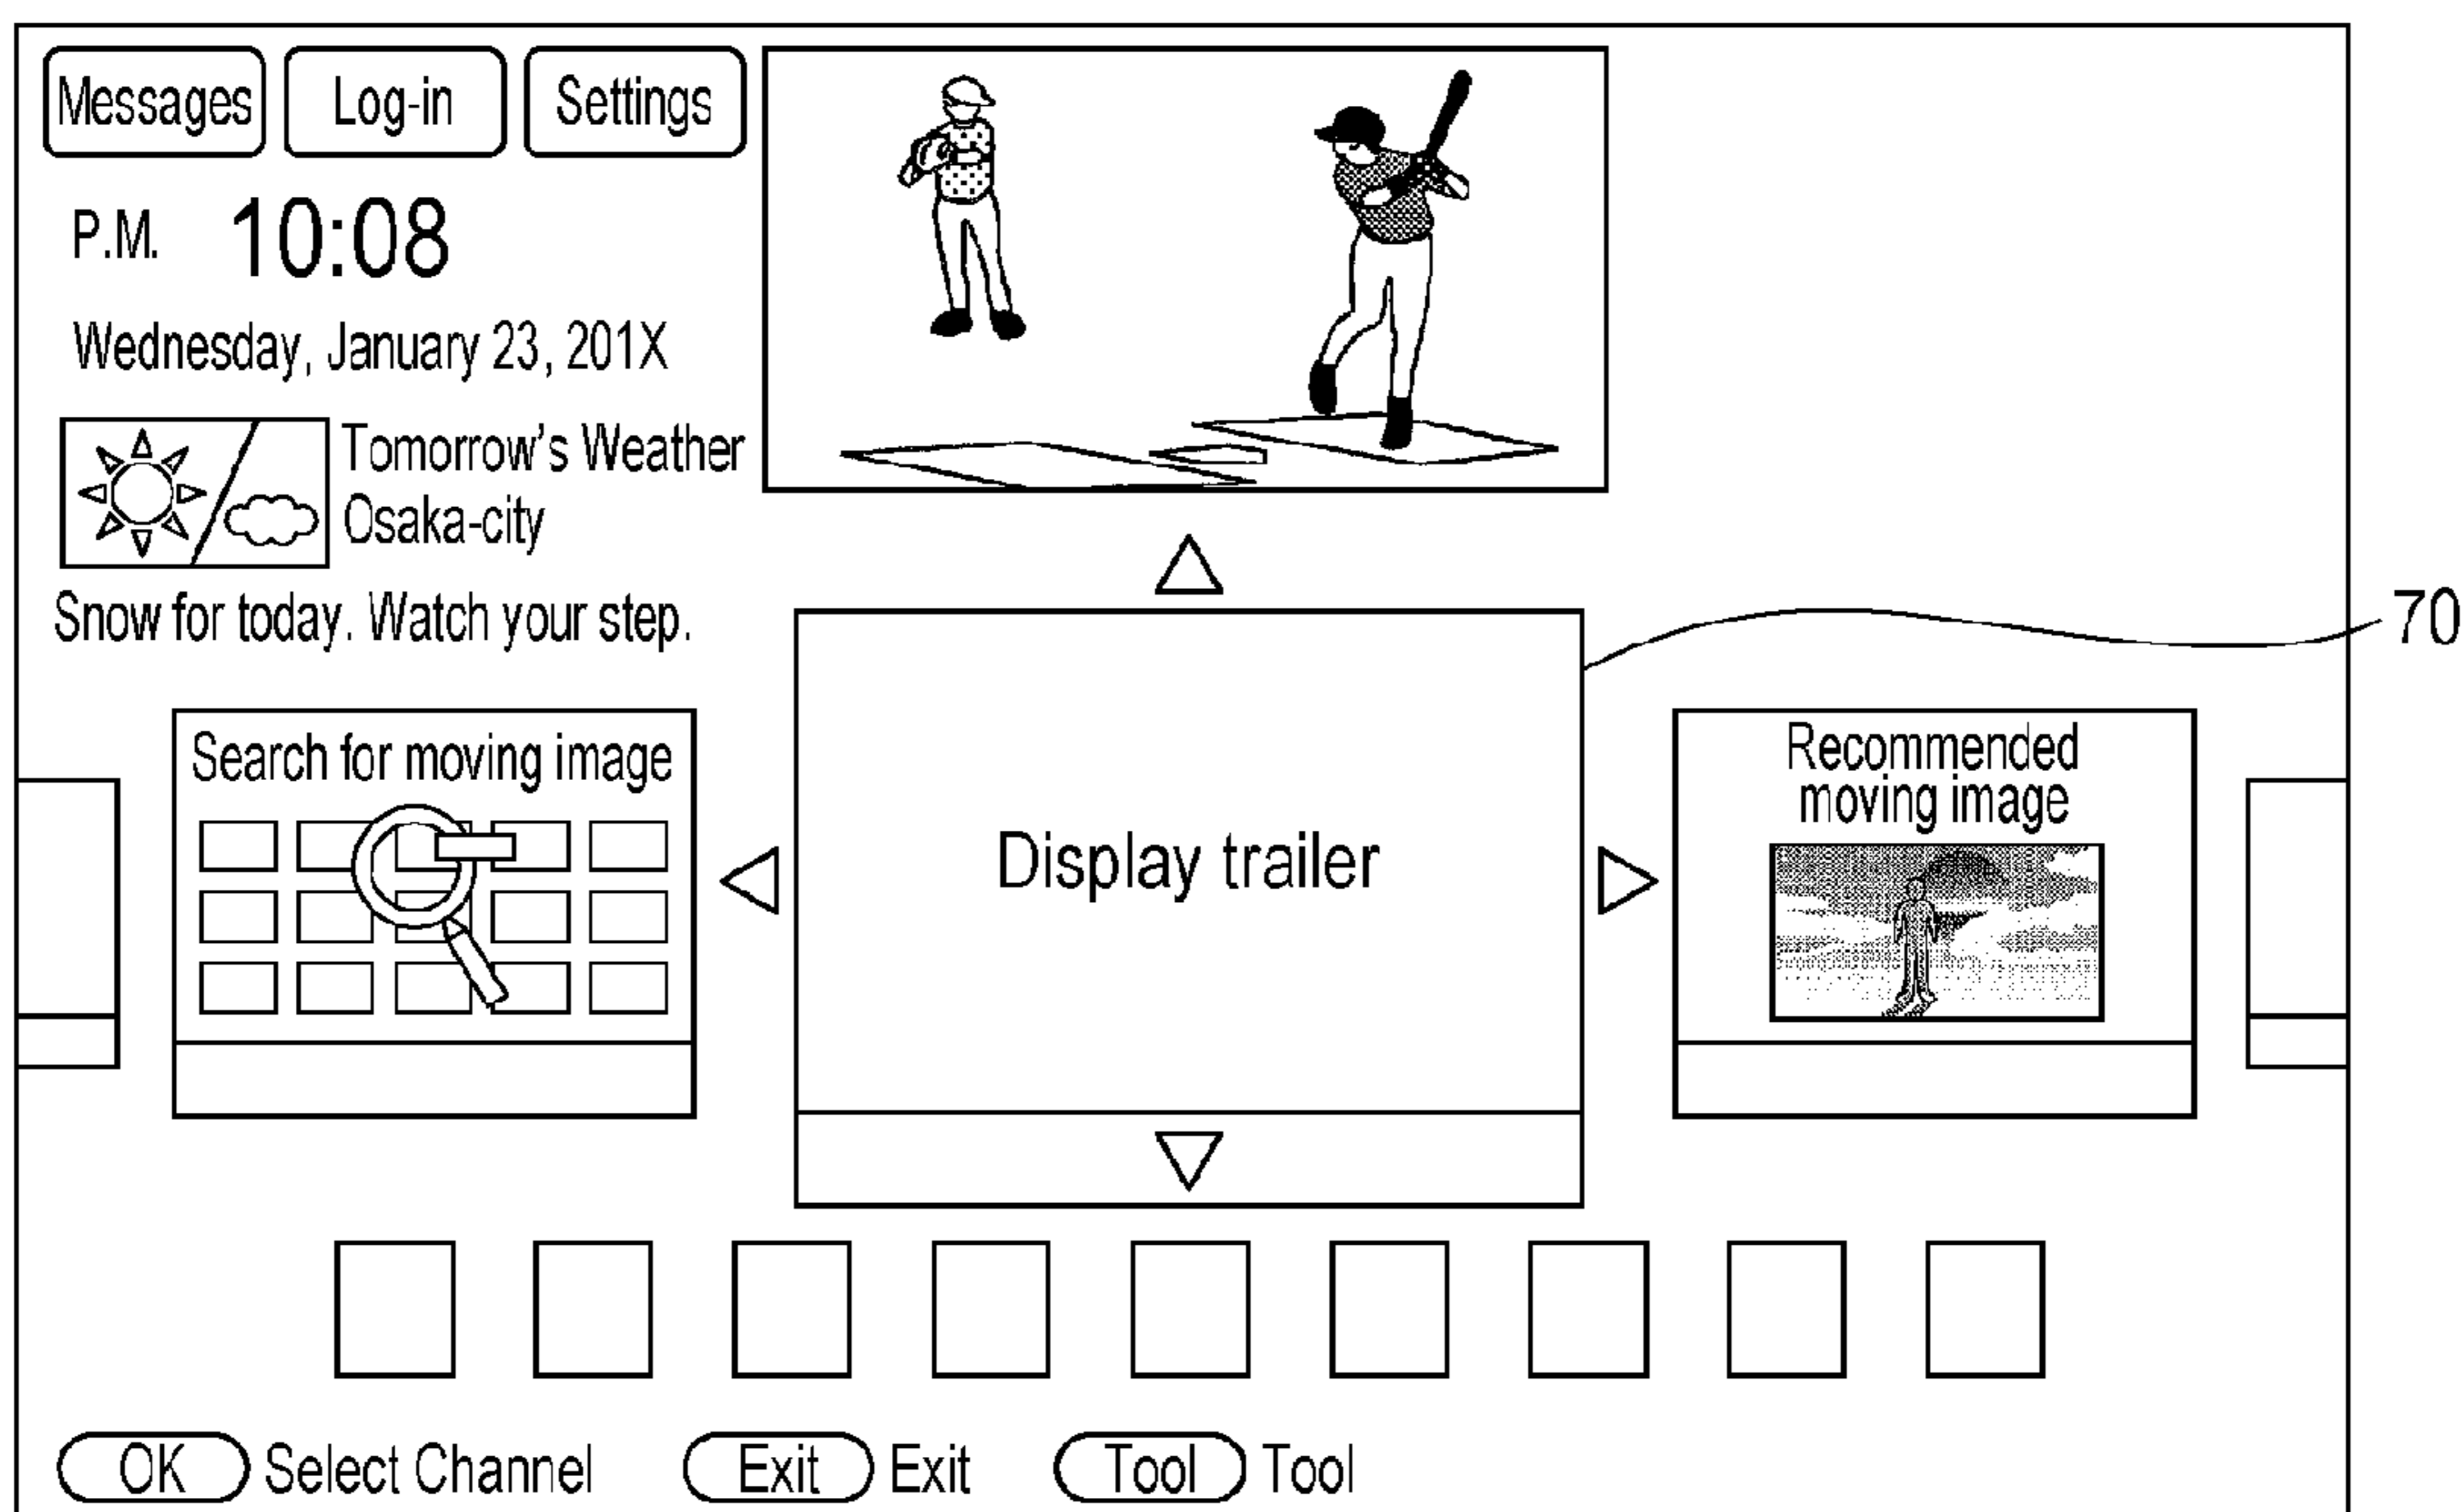 Messages Log-in Settings
P.M. 10:08
Wednesday, January 23, 201X
Tomorrow's Weather
Osaka-city
Snow for today. Watch your step.
70
Search for moving image
Display trailer
Recommended
moving image
OK Select Channel Exit Exit Tool Tool